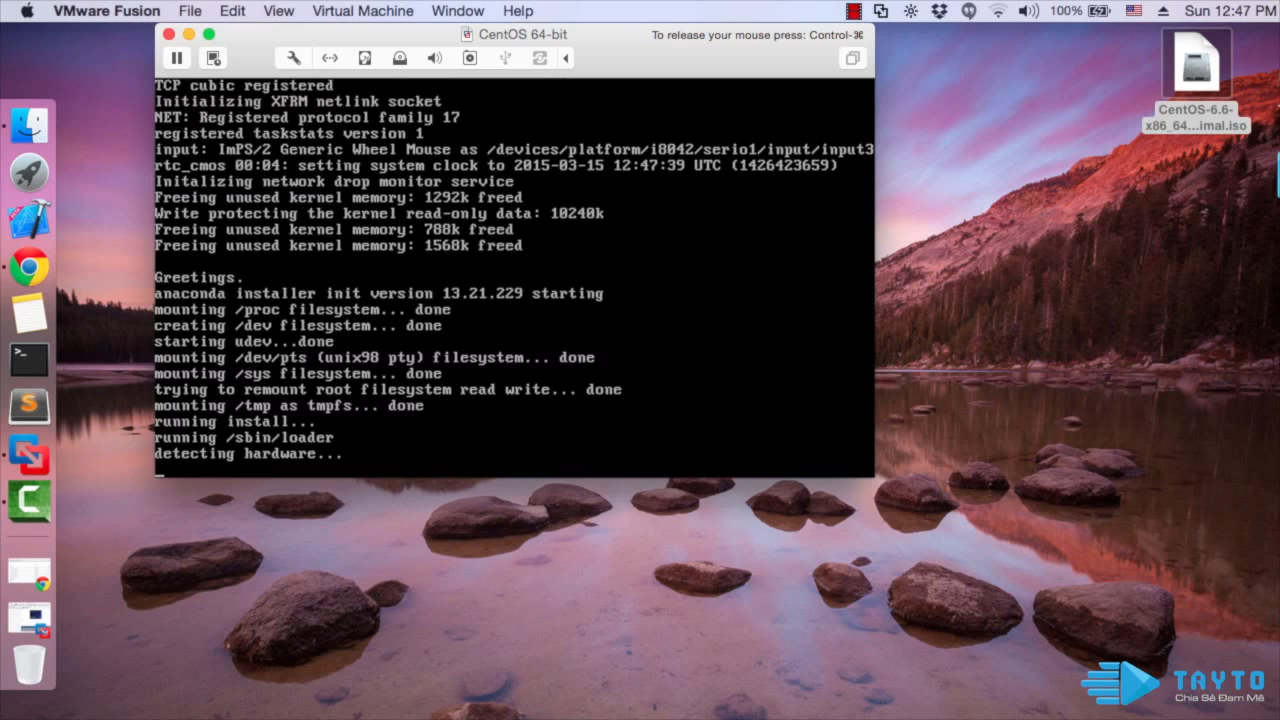 VMware Fusion File Edit View Virtual Machine Window Help 100% Sun 12:47 PM
CentOS 64-bit To release your mouse press: Control-⌘
TCP cubic registered
Initializing XFRM netlink socket
NET: Registered protocol family 17
registered taskstats version 1
input: ImPS/2 Generic Wheel Mouse as /devices/platform/i8042/serio1/input/input3
rtc_cmos 00:04: setting system clock to 2015-03-15 12:47:39 UTC (1426423659)
Initalizing network drop monitor service
Freeing unused kernel memory: 1292k freed
Write protecting the kernel read-only data: 10240k
Freeing unused kernel memory: 788k freed
Freeing unused kernel memory: 1568k freed
Greetings.
anaconda installer init version 13.21.229 starting
mounting /proc filesystem... done
creating /dev filesystem... done
starting udev...done
mounting /dev/pts (unix98 pty) filesystem... done
mounting /sys filesystem... done
trying to remount root filesystem read write... done
mounting /tmp as tmpfs... done
running install...
running /sbin/loader
detecting hardware...
CentOS-6.6-
x86_64...imal.iso
TAYTO
Chia Sẻ Đam Mê